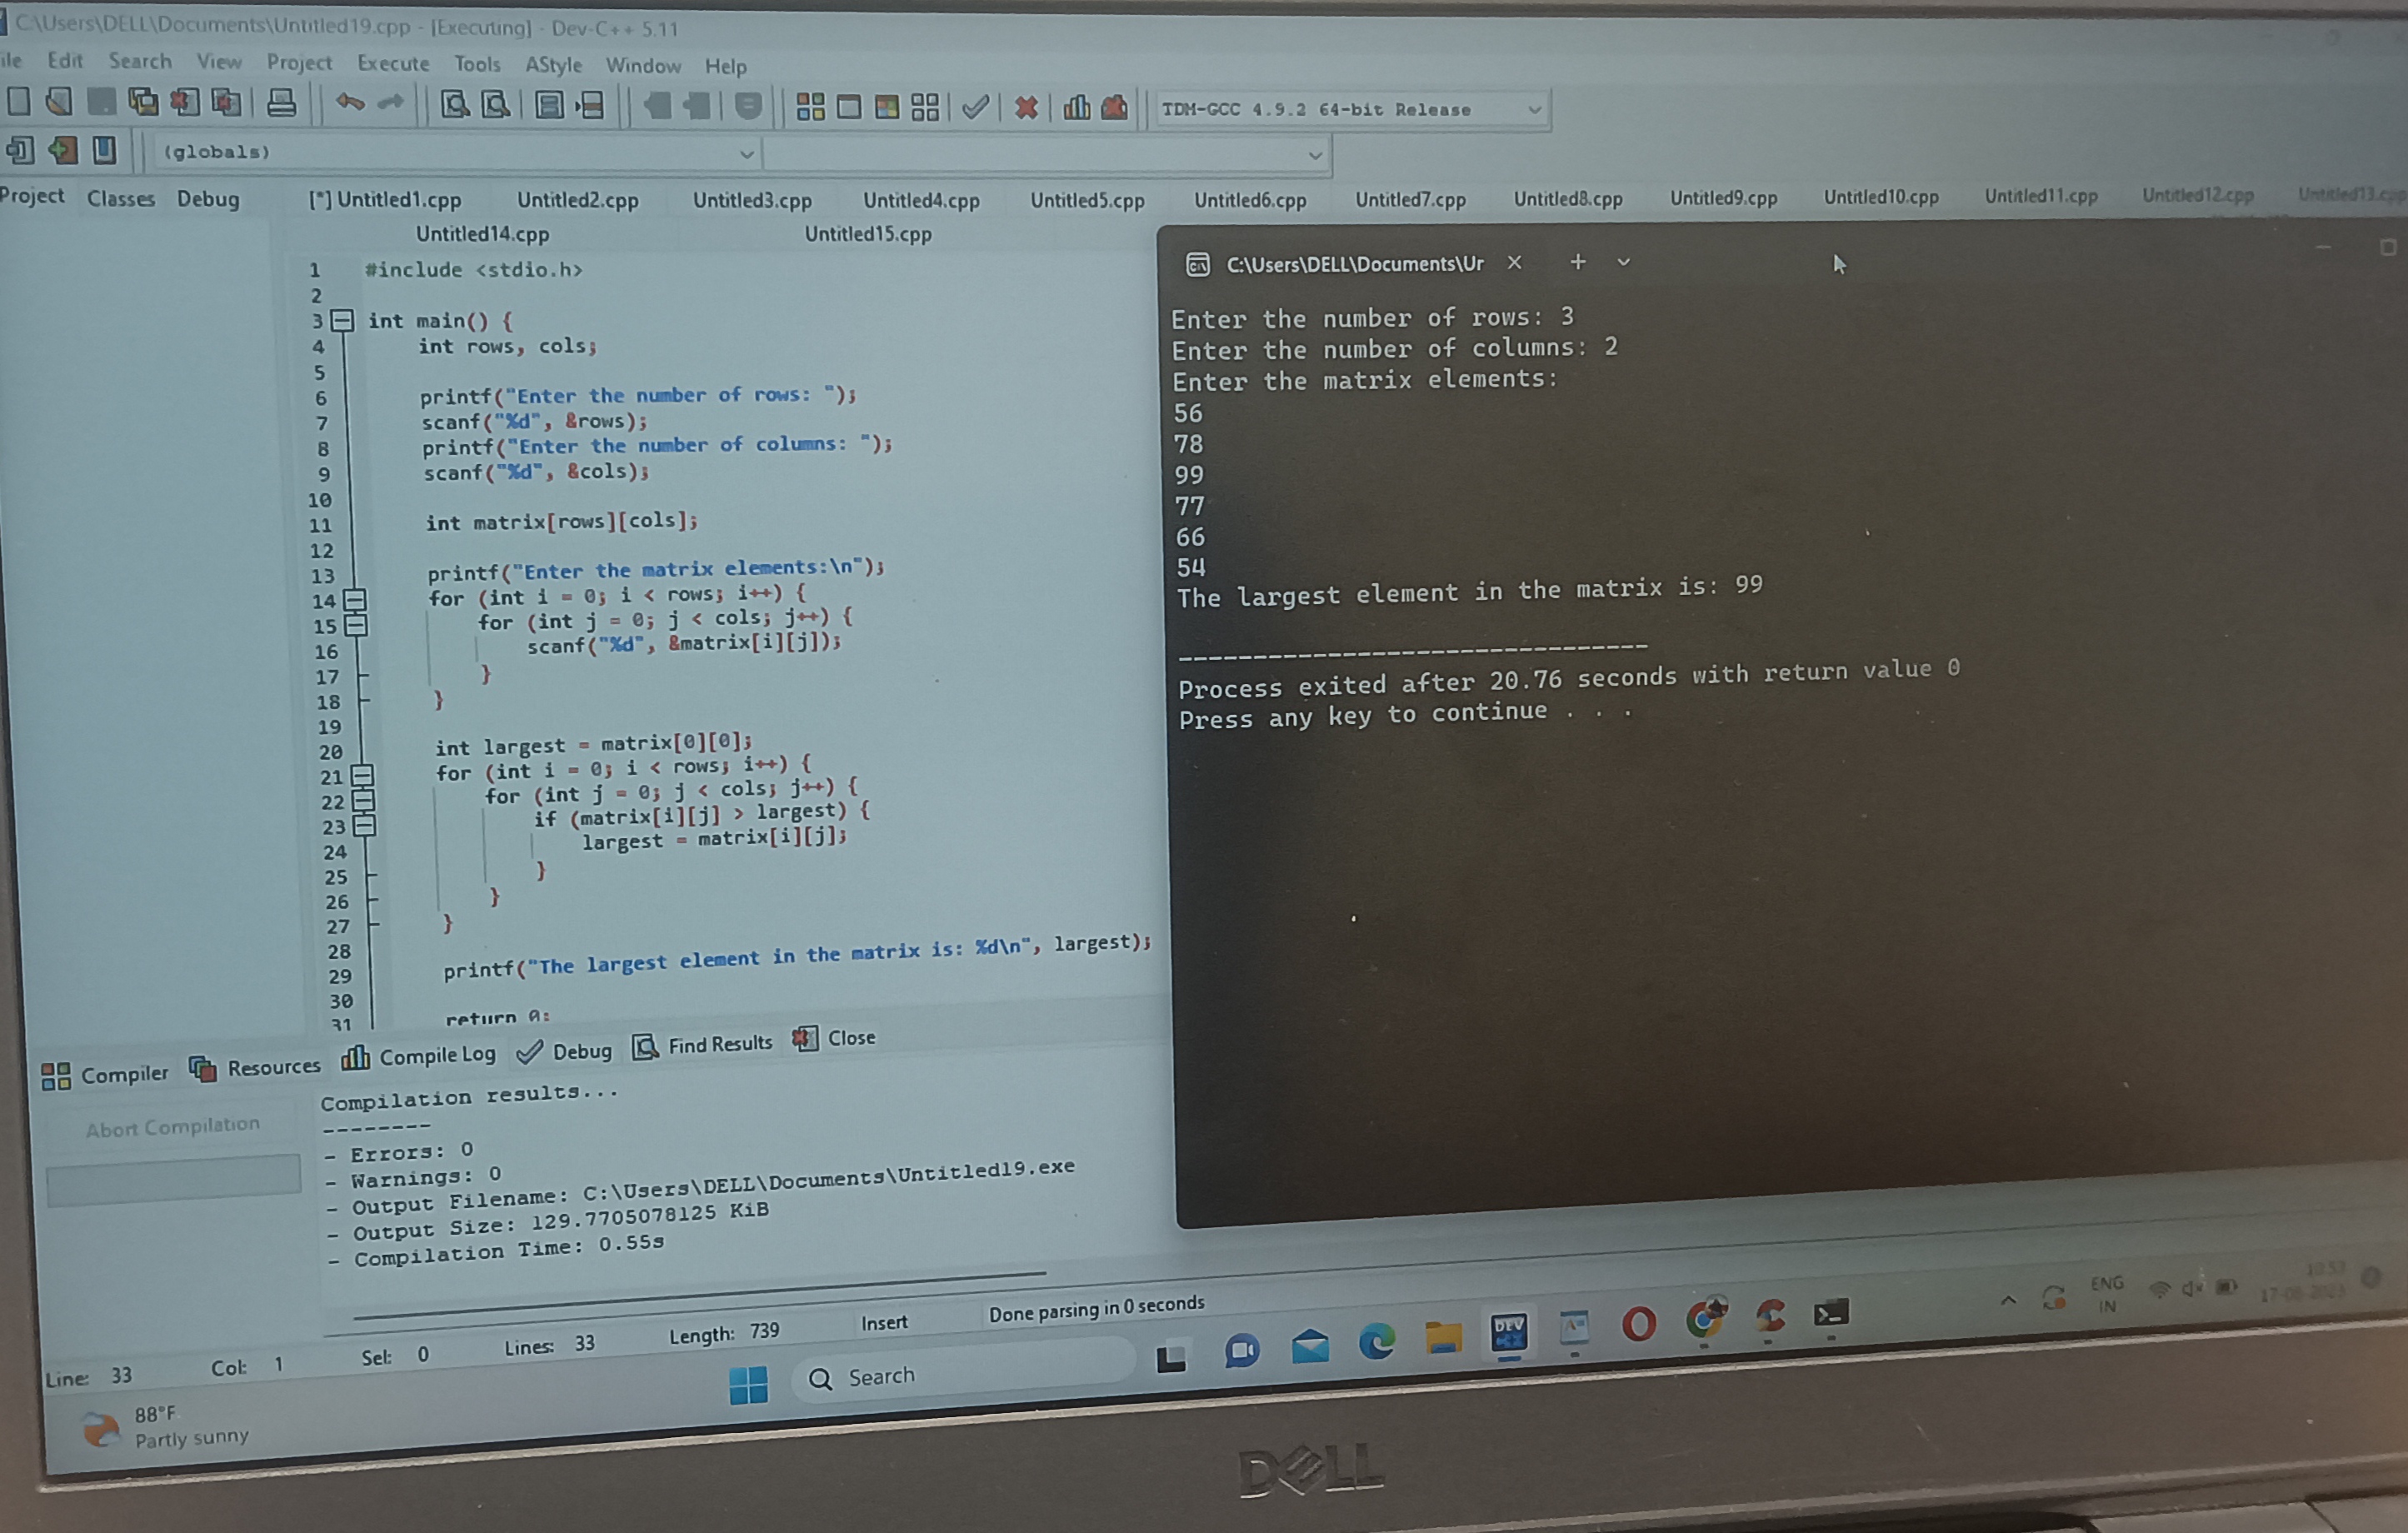 C:\Users\DELL\Documents\Untitled19.cpp - [Executing] - Dev-C++ 5.11
Edit Search View Project Execute Tools AStyle Window Help
TDM-GCC 4.9.2 64-bit Release
(globals)
Project Classes Debug [*] Untitled1.cpp Untitled2.cpp Untitled3.cpp Untitled4.cpp Untitled5.cpp Untitled6.cpp Untitled7.cpp Untitled8.cpp Untitled9.cpp Untitled10.cpp Untitled11.cpp Untitled12.cpp Untitled13.cpp
Untitled14.cpp Untitled15.cpp
1 #include <stdio.h>
2
3 int main() {
4 int rows, cols;
5
6 printf("Enter the number of rows: ");
7 scanf("%d", &rows);
8 printf("Enter the number of columns: ");
9 scanf("%d", &cols);
10
11 int matrix[rows][cols];
12
13 printf("Enter the matrix elements:\n");
14 for (int i = 0; i < rows; i++) {
15 for (int j = 0; j < cols; j++) {
16 scanf("%d", &matrix[i][j]);
17 }
18 }
19
20 int largest = matrix[0][0];
21 for (int i = 0; i < rows; i++) {
22 for (int j = 0; j < cols; j++) {
23 if (matrix[i][j] > largest) {
24 largest = matrix[i][j];
25 }
26 }
27 }
28
29 printf("The largest element in the matrix is: %d\n", largest);
30
31 return 0;
C:\Users\DELL\Documents\Ur
Enter the number of rows: 3
Enter the number of columns: 2
Enter the matrix elements:
56
78
99
77
66
54
The largest element in the matrix is: 99
--------------------------------
Process exited after 20.76 seconds with return value 0
Press any key to continue . . .
Compiler Resources Compile Log Debug Find Results Close
Abort Compilation
Compilation results...
--------
- Errors: 0
- Warnings: 0
- Output Filename: C:\Users\DELL\Documents\Untitled19.exe
- Output Size: 129.7705078125 KiB
- Compilation Time: 0.55s
Line: 33 Col: 1 Sel: 0 Lines: 33 Length: 739 Insert Done parsing in 0 seconds
88°F
Partly sunny
Search
DEV
ENG
IN
DELL